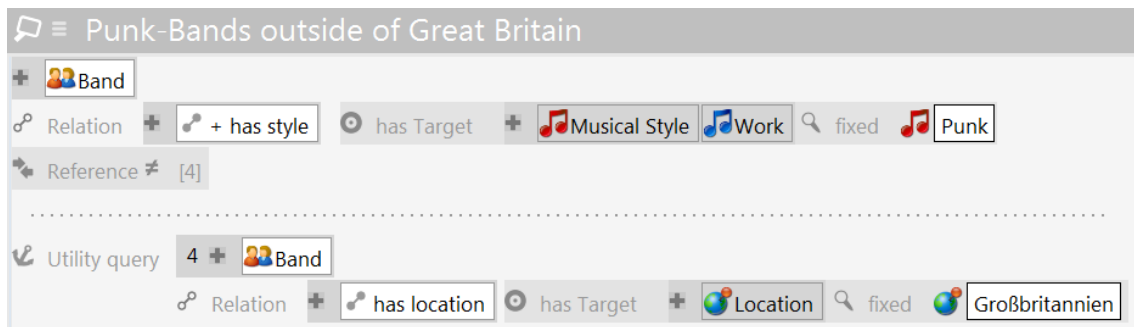 Punk-Bands outside of Great Britain
Band
Relation + has style has Target Musical Style Work fixed Punk
Reference ≠ [4]
Utility query 4 Band
Relation has location has Target Location fixed Großbritannien